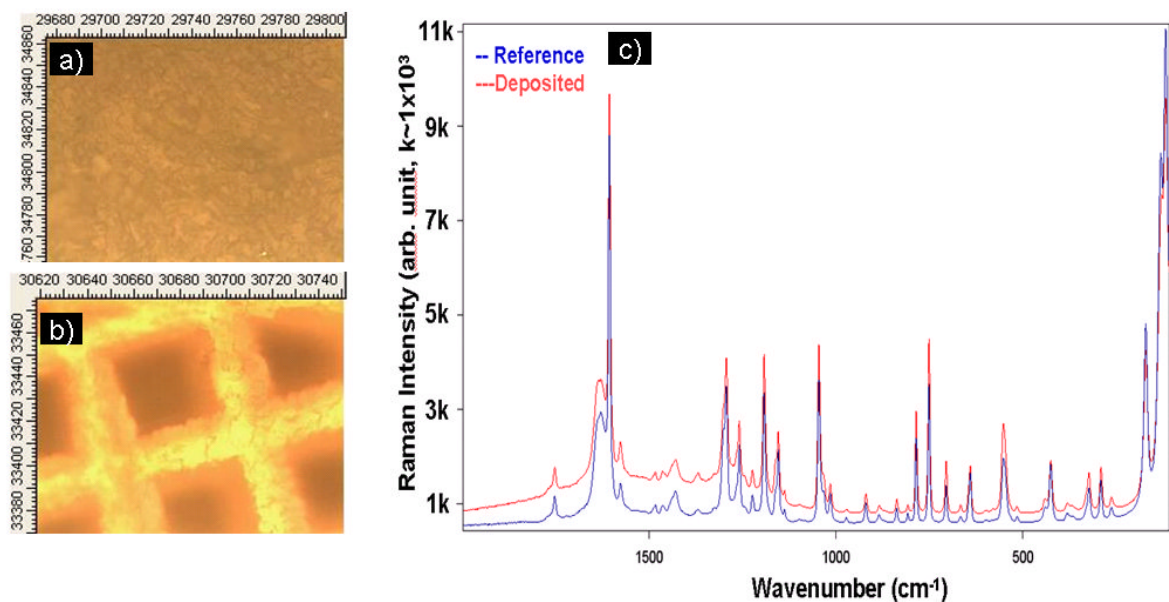 29680 29700 29720 29740 29760 29780 29800
34860
34840
34820
34800
34780
760
a)
30620 30640 30660 30680 30700 30720 30740
33460
33440
33420
33400
33380
b)
c)
11k
9k
7k
5k
3k
1k
Raman Intensity (arb. unit, k~1x10³
-- Reference
---Deposited
1500 1000 500
Wavenumber (cm⁻¹)